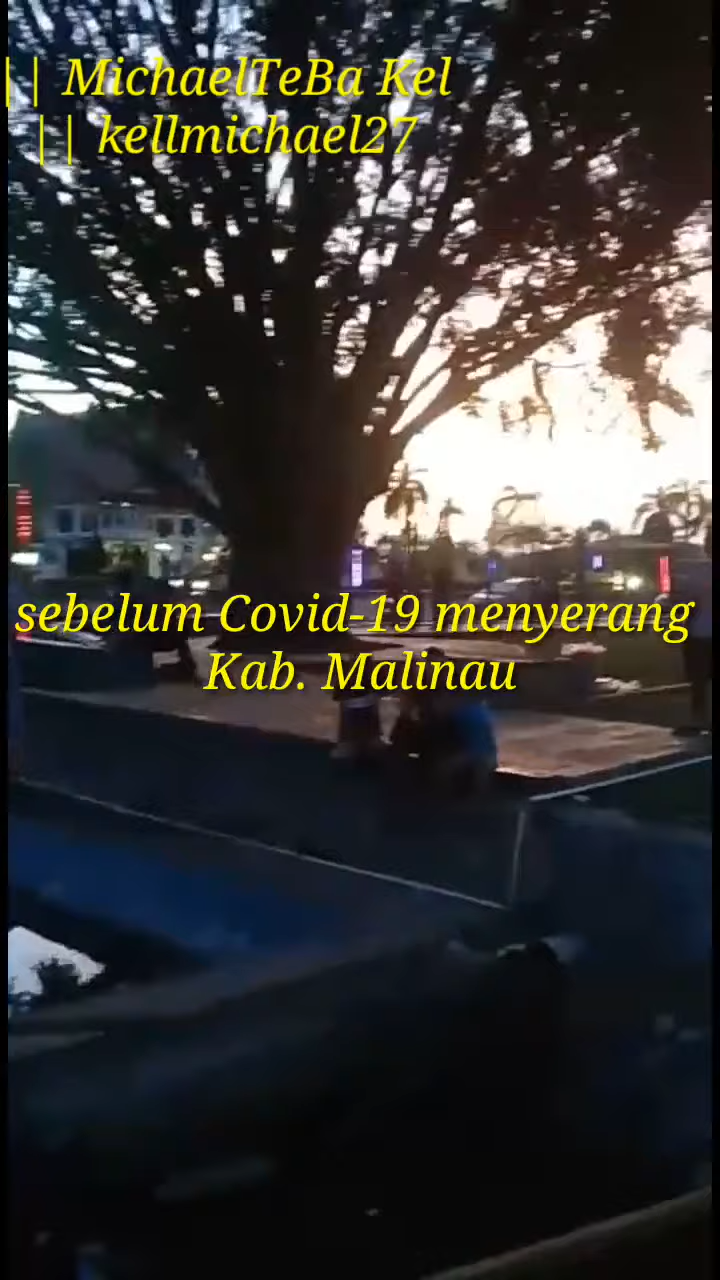 || MichaelTeBa Kel
|| kellmichael27
sebelum Covid-19 menyerang
Kab. Malinau